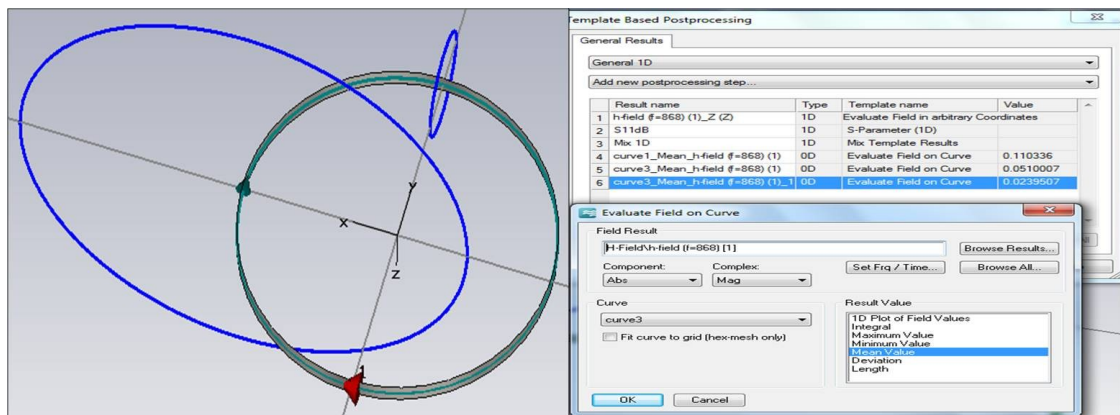 Template Based Postprocessing
General Results
General 1D
Add new postprocessing step...
Result name Type Template name Value
1 h-field (f=868) (1)_Z (Z) 1D Evaluate Field in arbitrary Coordinates
2 S11dB 1D S-Parameter (1D)
3 Mix 1D 1D Mix Template Results
4 curve1_Mean_h-field (f=868) (1) 0D Evaluate Field on Curve 0.110336
5 curve3_Mean_h-field (f=868) (1) 0D Evaluate Field on Curve 0.0510007
6 curve3_Mean_h-field (f=868) (1)_1 0D Evaluate Field on Curve 0.0239507
Evaluate Field on Curve
Field Result
H-Field\h-field (f=868) [1]
Browse Results...
Component: Complex:
Abs Mag
Set Frq / Time... Browse All...
Curve
curve3
Fit curve to grid (hex-mesh only)
Result Value
1D Plot of Field Values
Integral
Maximum Value
Minimum Value
Mean Value
Deviation
Length
OK Cancel
Y
X
Z
1